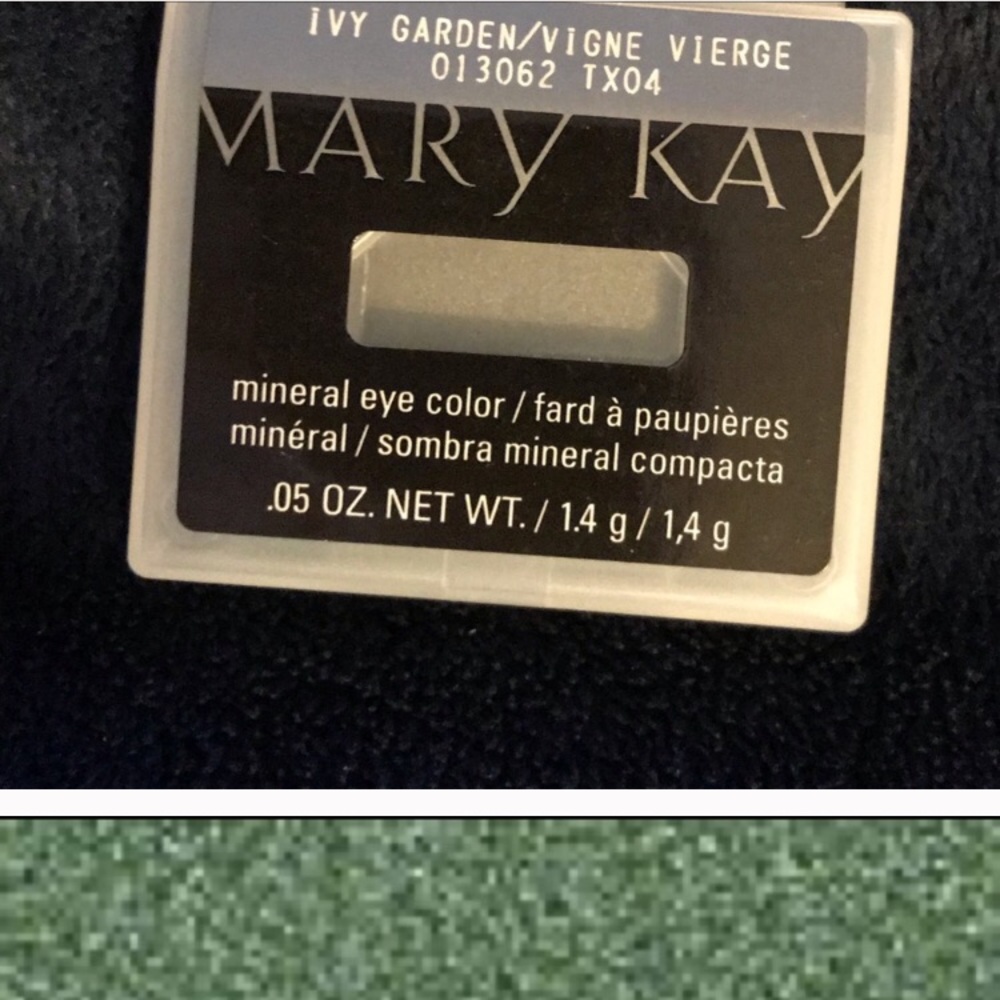 iVY GARDEN/ViGNE ViERGE
013062 TX04
MARY KAY
mineral eye color / fard à paupières
minéral / sombra mineral compacta
.05 OZ. NET WT. / 1.4 g / 1,4 g